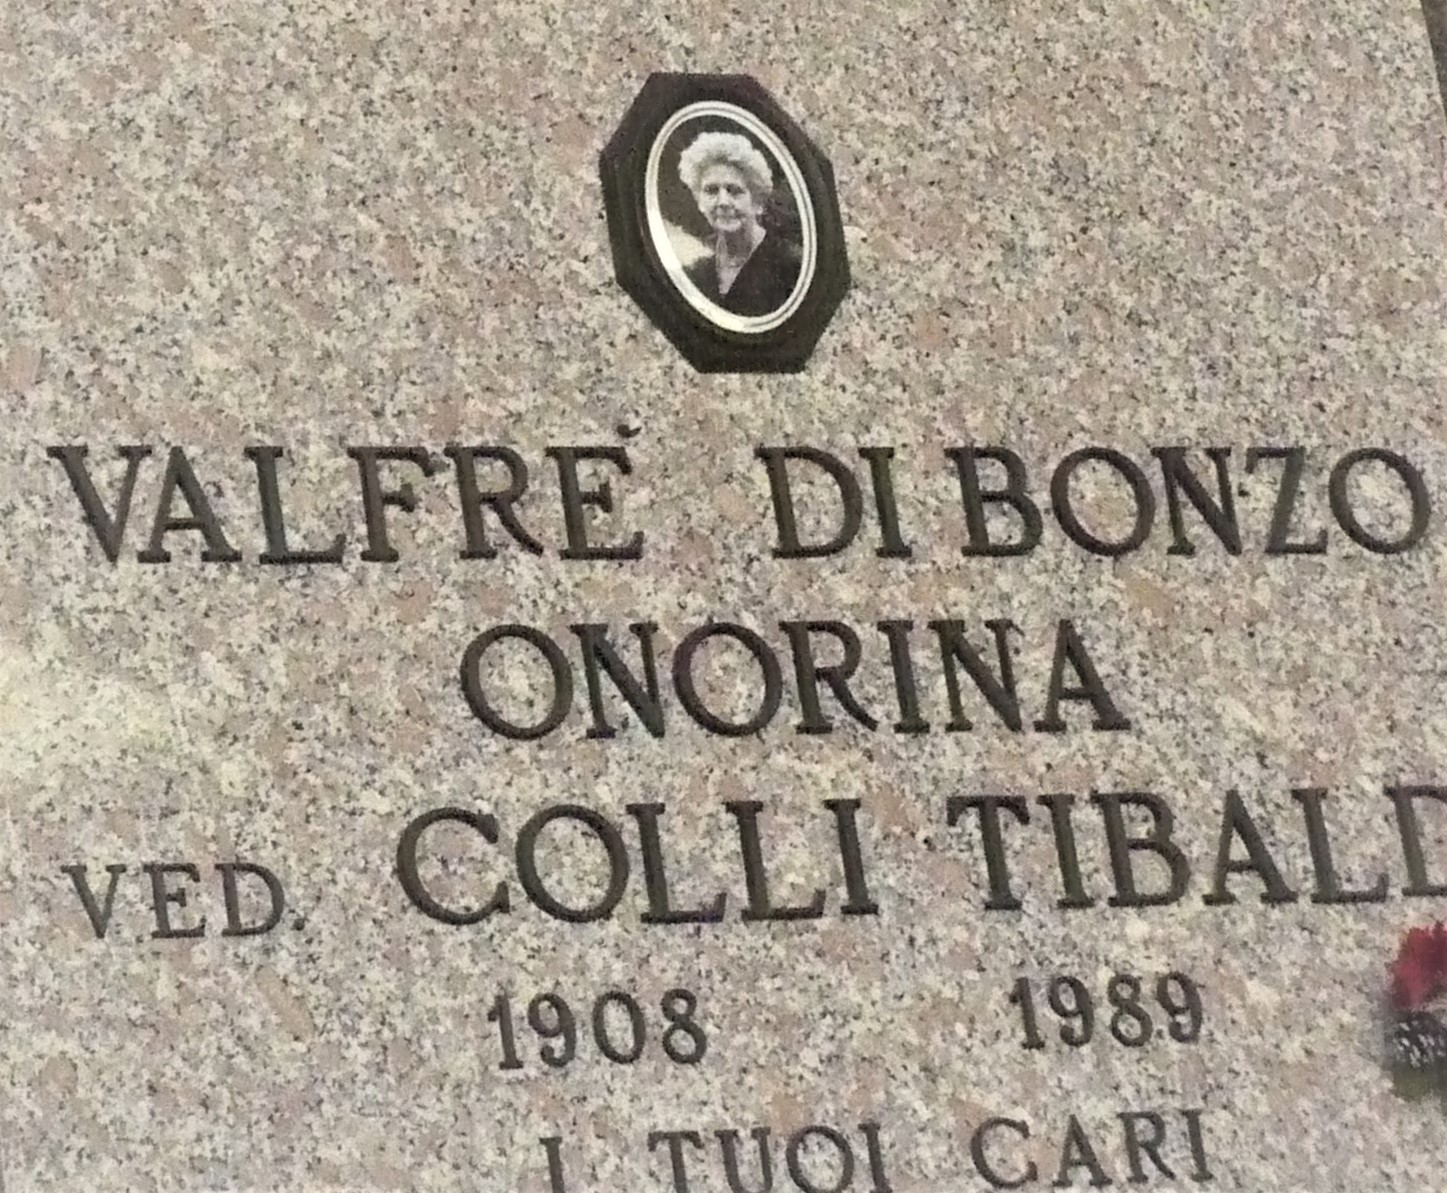 VALFRÈ DI BONZO
ONORINA
VED. COLLI TIBALD
1908 1989
I TUOI CARI